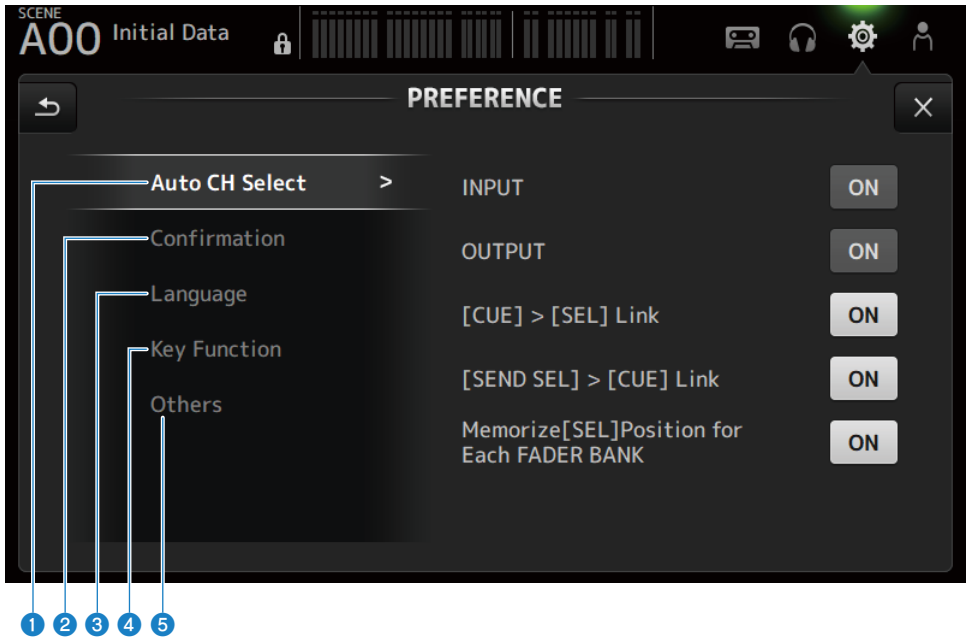 SCENE
A00 Initial Data
PREFERENCE
Auto CH Select >
Confirmation
Language
Key Function
Others
INPUT ON
OUTPUT ON
[CUE] > [SEL] Link ON
[SEND SEL] > [CUE] Link ON
Memorize[SEL]Position for
Each FADER BANK ON
1 2 3 4 5